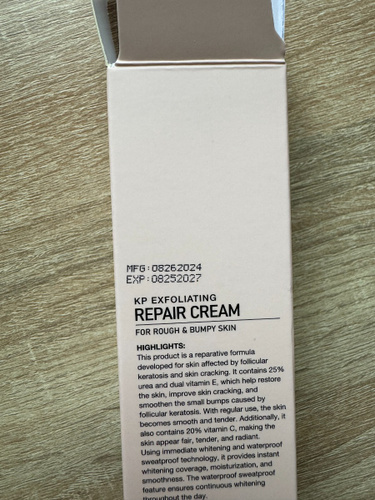 MFG:08262024
EXP:08252027
KP EXFOLIATING
REPAIR CREAM
FOR ROUGH & BUMPY SKIN
HIGHLIGHTS:
This product is a reparative formula
developed for skin affected by follicular
keratosis and skin cracking. It contains 25%
urea and dual vitamin E, which help restore
the skin, improve skin cracking, and
smoothen the small bumps caused by
follicular keratosis. With regular use, the skin
becomes smooth and tender. Additionally, it
also contains 20% vitamin C, making the
skin appear fair, tender, and radiant.
Using immediate whitening and waterproof
sweatproof technology, it provides instant
whitening coverage, moisturization, and
smoothness. The waterproof sweatproof
feature ensures continuous whitening
throughout the day.